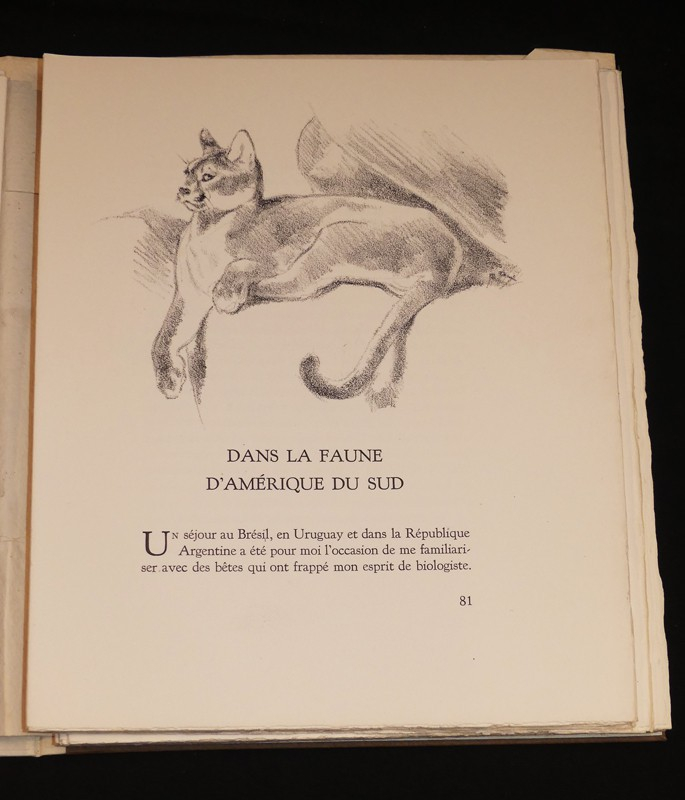 DANS LA FAUNE
D'AMÉRIQUE DU SUD
UN séjour au Brésil, en Uruguay et dans la République
Argentine a été pour moi l'occasion de me familiari-
ser avec des bêtes qui ont frappé mon esprit de biologiste.
81